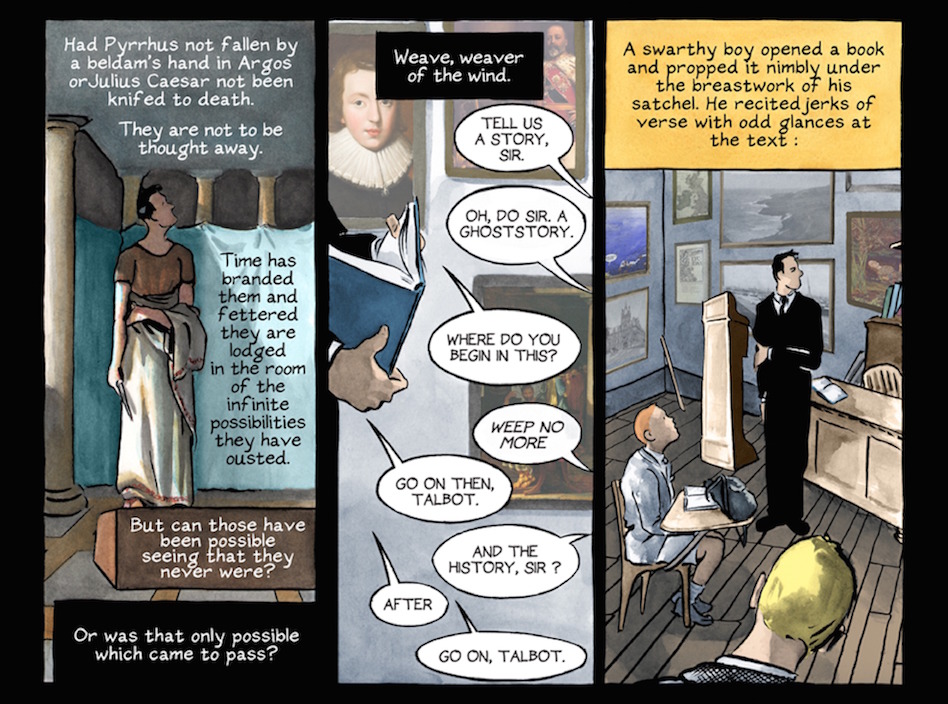 Had Pyrrhus not fallen by
a beldam's hand in Argos
or Julius Caesar not been
knifed to death.
They are not to be
thought away.
Time has
branded
them and
fettered
they are
lodged
in the room
of the
infinite
possibilities
they have
ousted.
But can those have
been possible
seeing that they
never were?
Or was that only possible
which came to pass?
Weave, weaver
of the wind.
TELL US
A STORY,
SIR.
OH, DO SIR. A
GHOSTSTORY.
WHERE DO YOU
BEGIN IN THIS?
WEEP NO
MORE
GO ON THEN,
TALBOT.
AND THE
HISTORY, SIR ?
AFTER
GO ON, TALBOT.
A swarthy boy opened a book
and propped it nimbly under
the breastwork of his
satchel. He recited jerks of
verse with odd glances at
the text :